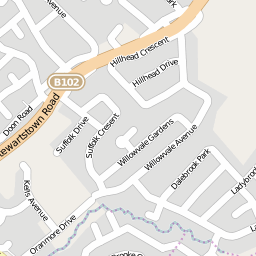 Hillhead Crescent
B102
Hillhead Drive
Doon Road
Stewartstown Road
Suffolk Drive
Suffolk Cresent
Willowvale Gardens
Willowvale Avenue
Dalebrook Park
Kells Avenue
Oranmore Drive